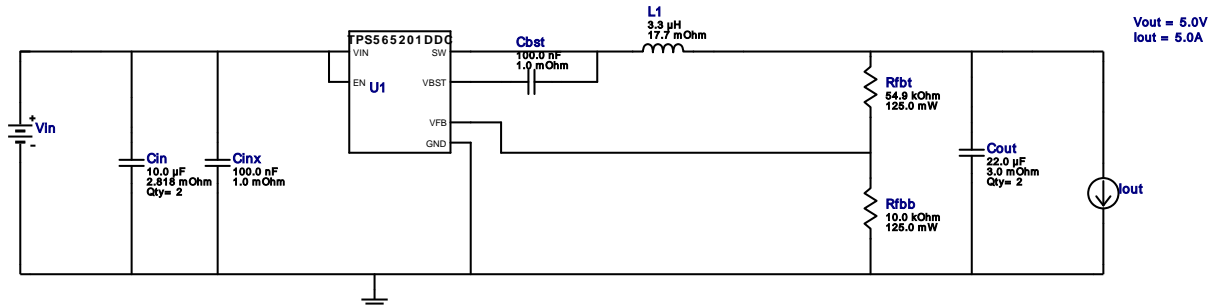 L1
3.3 µH
17.7 mOhm
Vout = 5.0V
Iout = 5.0A
TPS565201DDC
VIN
SW
EN
VBST
U1
VFB
GND
Cbst
100.0 nF
1.0 mOhm
Rfbt
54.9 kOhm
125.0 mW
+
Vin
-
Cin
10.0 µF
2.818 mOhm
Qty= 2
Cinx
100.0 nF
1.0 mOhm
Cout
22.0 µF
3.0 mOhm
Qty= 2
Iout
Rfbb
10.0 kOhm
125.0 mW